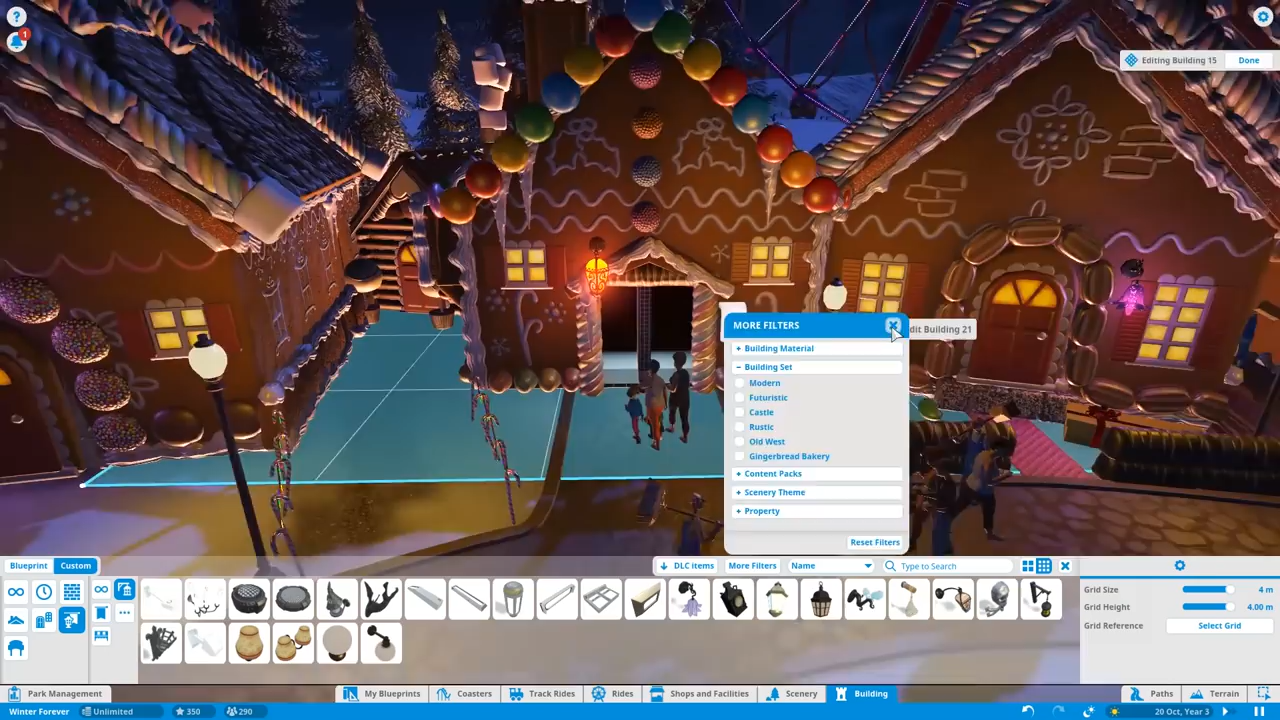 ?
1
Editing Building 15
Done
MORE FILTERS
dit Building 21
+ Building Material
− Building Set
Modern
Futuristic
Castle
Rustic
Old West
Gingerbread Bakery
+ Content Packs
+ Scenery Theme
+ Property
Reset Filters
Blueprint
Custom
DLC items
More Filters
Name
Type to Search
Grid Size
4 m
Grid Height
4.00 m
Grid Reference
Select Grid
Park Management
My Blueprints
Coasters
Track Rides
Rides
Shops and Facilities
Scenery
Building
Paths
Terrain
Winter Forever
Unlimited
350
290
20 Oct, Year 3